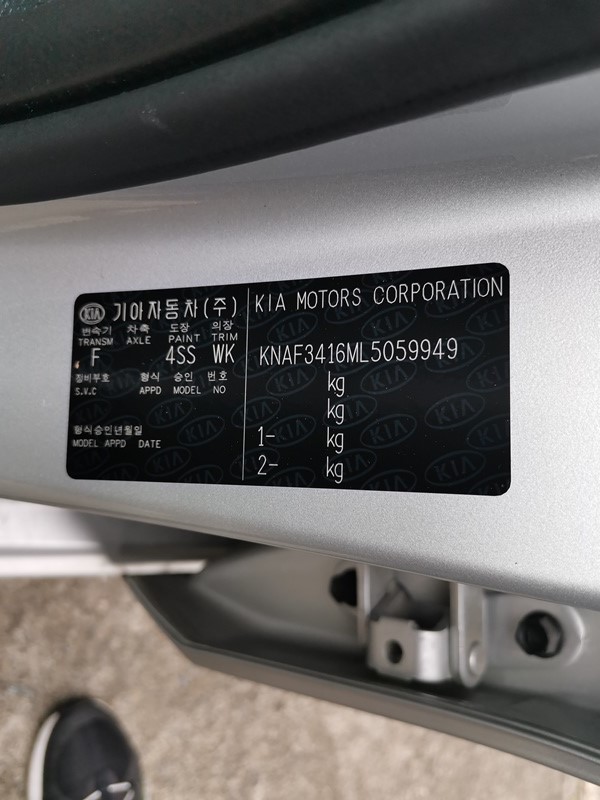 KIA 기아자동차(주)
변속기 차축 도장 의장
TRANSM AXLE PAINT TRIM
F 4SS WK
정비부호 형식 승인 번호
S.V.C APPD MODEL NO
형식승인년월일
MODEL APPD DATE
KIA MOTORS CORPORATION
KNAF3416ML5059949
kg
kg
1- kg
2- kg